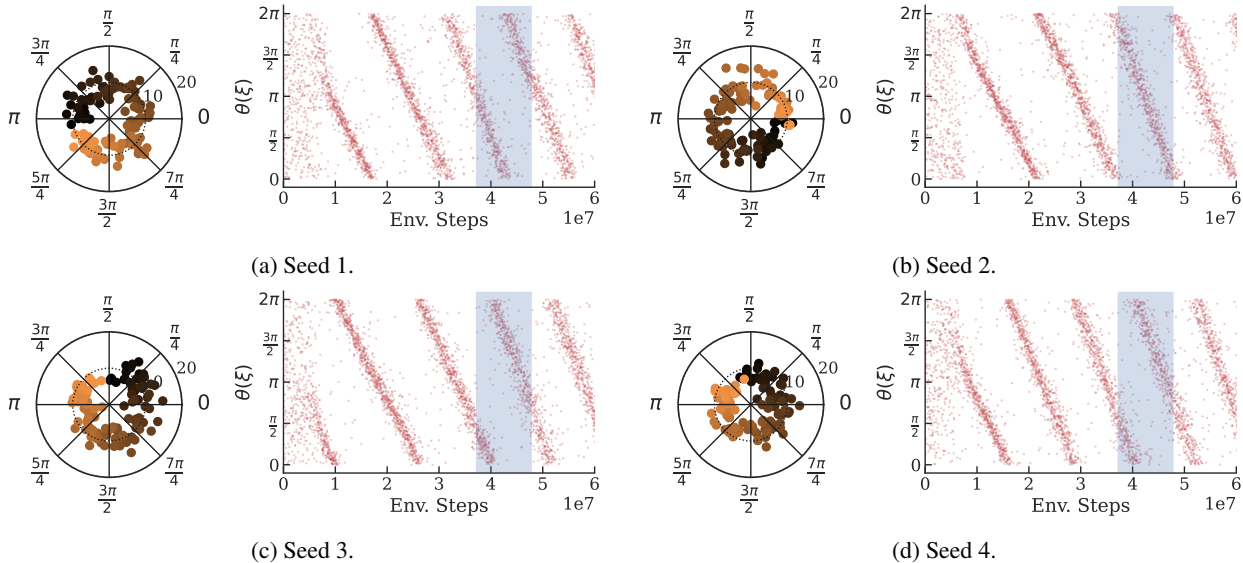 π/2
3π/4
π/4
20
10
π
0
5π/4
7π/4
3π/2
θ(ξ)
2π
3π/2
π
π/2
0
0 1 2 3 4 5 6
Env. Steps 1e7
(a) Seed 1.
π/2
3π/4
π/4
20
10
π
0
5π/4
7π/4
3π/2
θ(ξ)
2π
3π/2
π
π/2
0
0 1 2 3 4 5 6
Env. Steps 1e7
(b) Seed 2.
π/2
3π/4
π/4
20
π
0
5π/4
7π/4
3π/2
θ(ξ)
2π
3π/2
π
π/2
0
0 1 2 3 4 5 6
Env. Steps 1e7
(c) Seed 3.
π/2
3π/4
π/4
20
10
π
0
5π/4
7π/4
3π/2
θ(ξ)
2π
3π/2
π
π/2
0
0 1 2 3 4 5 6
Env. Steps 1e7
(d) Seed 4.